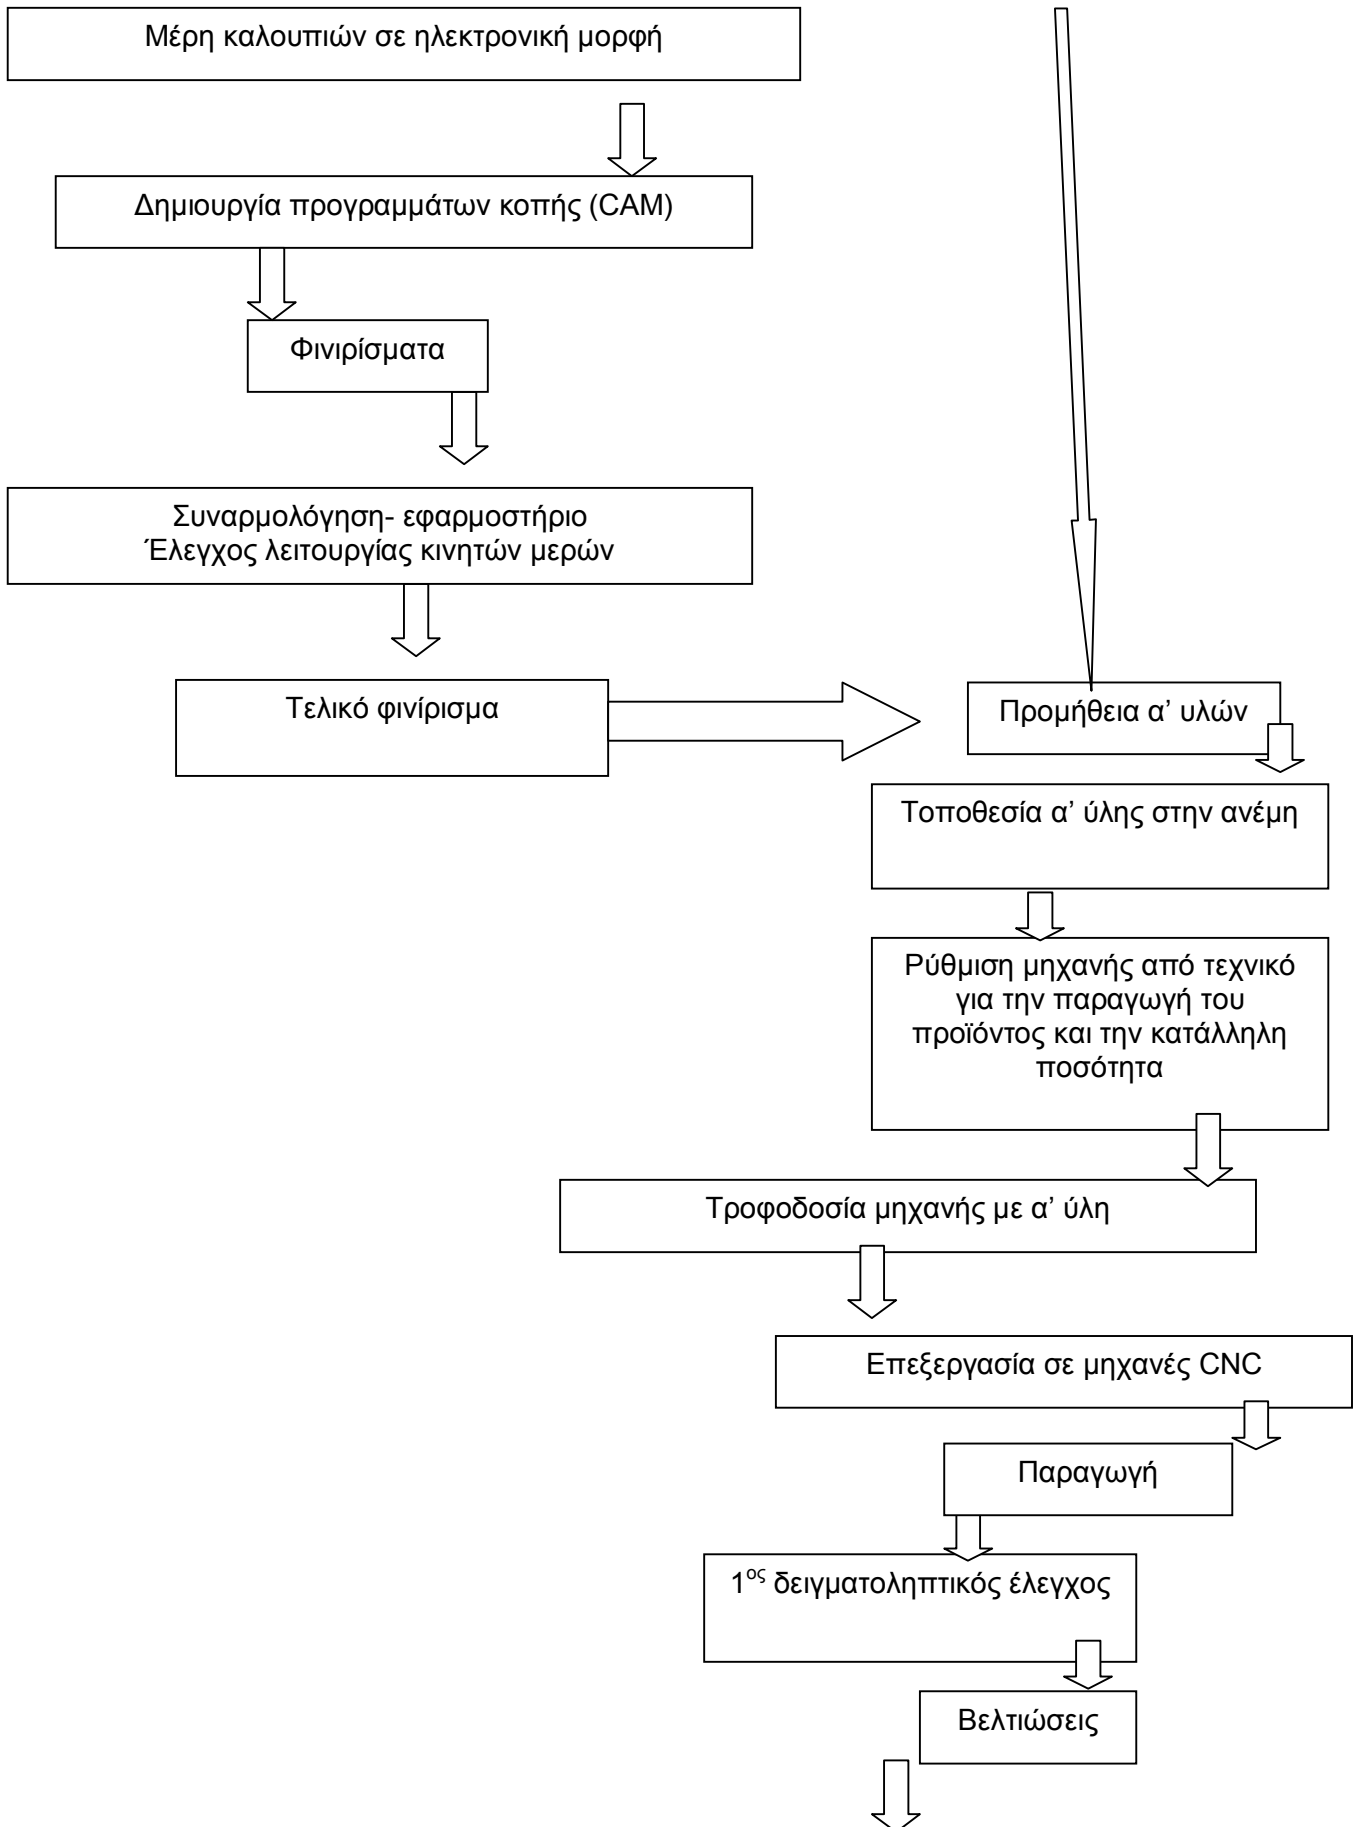 Μέρη καλουπιών σε ηλεκτρονική μορφή
Δημιουργία προγραμμάτων κοπής (CAM)
Φινιρίσματα
Συναρμολόγηση- εφαρμοστήριο
Έλεγχος λειτουργίας κινητών μερών
Τελικό φινίρισμα
Προμήθεια α’ υλών
Τοποθεσία α’ ύλης στην ανέμη
Ρύθμιση μηχανής από τεχνικό
για την παραγωγή του
προϊόντος και την κατάλληλη
ποσότητα
Τροφοδοσία μηχανής με α’ ύλη
Επεξεργασία σε μηχανές CNC
Παραγωγή
1ος δειγματοληπτικός έλεγχος
Βελτιώσεις